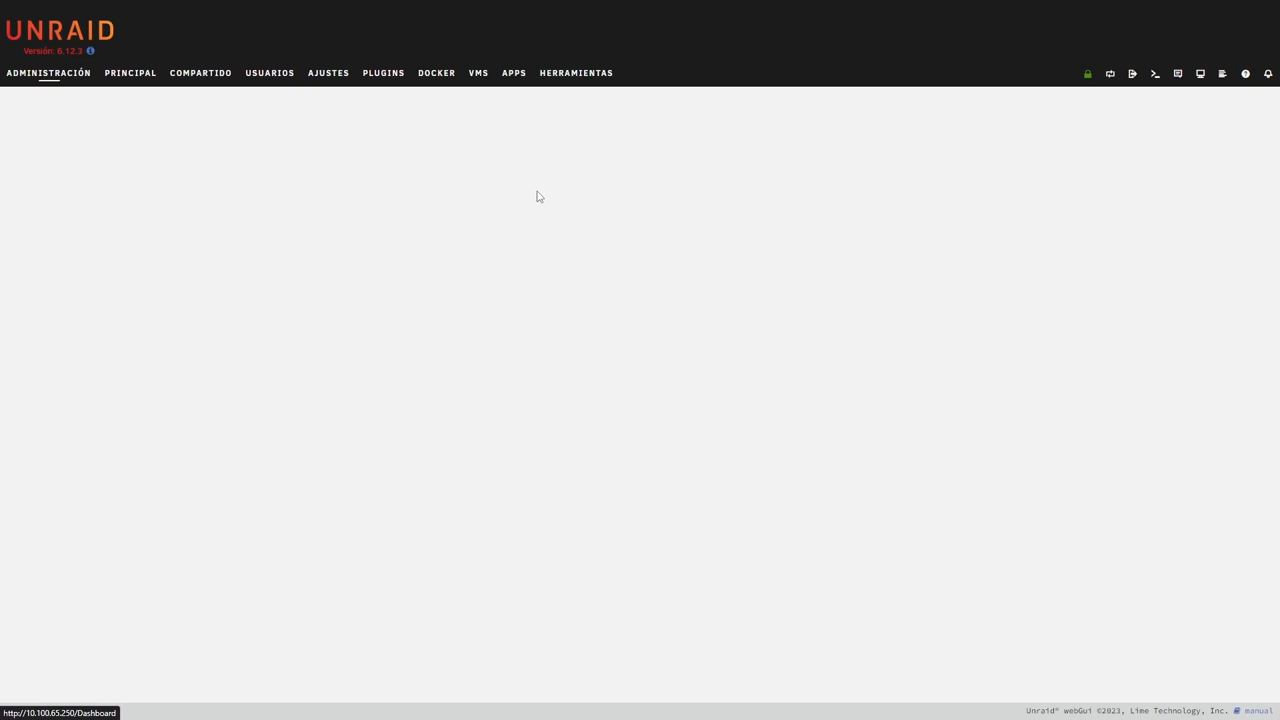 UNRAID
Versión: 6.12.3
ADMINISTRACIÓN PRINCIPAL COMPARTIDO USUARIOS AJUSTES PLUGINS DOCKER VMS APPS HERRAMIENTAS
http://10.100.65.250/Dashboard
Unraid® webGui ©2023, Lime Technology, Inc. manual